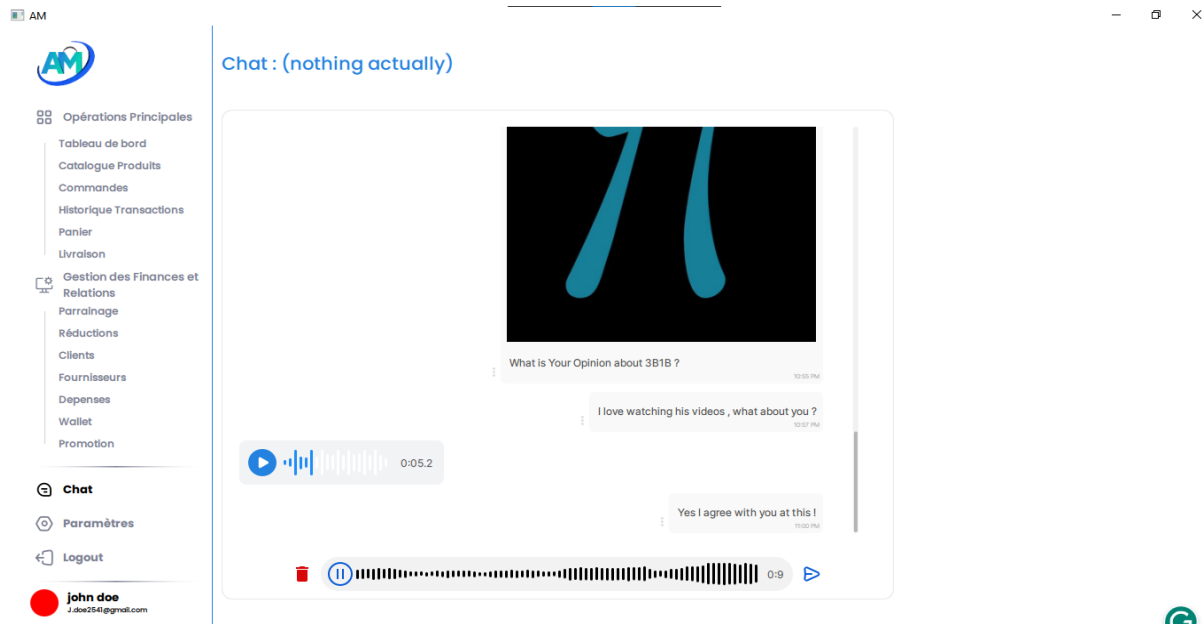 AM
AM
Chat : (nothing actually)
Opérations Principales
Tableau de bord
Catalogue Produits
Commandes
Historique Transactions
Panier
Livraison
Gestion des Finances et
Relations
Parrainage
Réductions
Clients
Fournisseurs
Depenses
Wallet
Promotion
Chat
Paramètres
Logout
john doe
J.doe2541@gmail.com
What is Your Opinion about 3B1B ?
10:55 PM
I love watching his videos , what about you ?
10:57 PM
0:05.2
Yes I agree with you at this !
11:00 PM
0:9